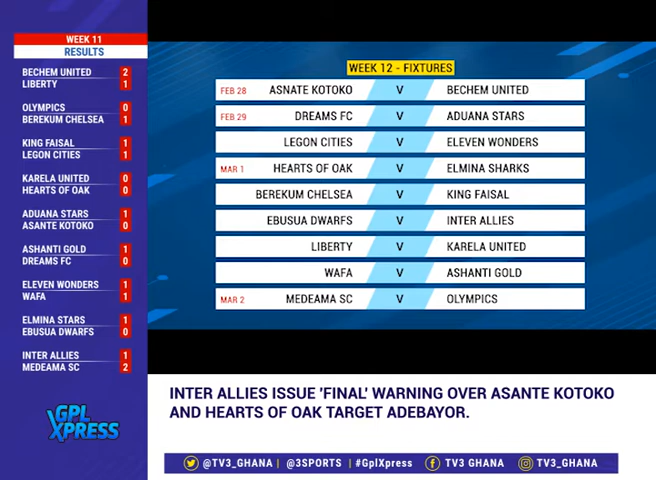 WEEK 11
RESULTS
BECHEM UNITED 2
LIBERTY 1
OLYMPICS 0
BEREKUM CHELSEA 1
KING FAISAL 1
LEGON CITIES 1
KARELA UNITED 0
HEARTS OF OAK 0
ADUANA STARS 1
ASANTE KOTOKO 0
ASHANTI GOLD 1
DREAMS FC 0
ELEVEN WONDERS 1
WAFA 1
ELMINA STARS 1
EBUSUA DWARFS 0
INTER ALLIES 1
MEDEAMA SC 2
GPL
XPRESS
WEEK 12 - FIXTURES
FEB 28 ASNATE KOTOKO V BECHEM UNITED
FEB 29 DREAMS FC V ADUANA STARS
LEGON CITIES V ELEVEN WONDERS
MAR 1 HEARTS OF OAK V ELMINA SHARKS
BEREKUM CHELSEA V KING FAISAL
EBUSUA DWARFS V INTER ALLIES
LIBERTY V KARELA UNITED
WAFA V ASHANTI GOLD
MAR 2 MEDEAMA SC V OLYMPICS
INTER ALLIES ISSUE 'FINAL' WARNING OVER ASANTE KOTOKO
AND HEARTS OF OAK TARGET ADEBAYOR.
@TV3_GHANA | @3SPORTS | #GplXpress TV3 GHANA TV3_GHANA